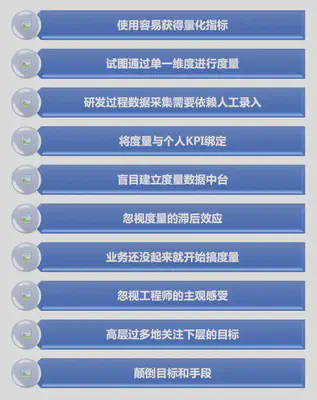 使用容易获得量化指标
试图通过单一维度进行度量
研发过程数据采集需要依赖人工录入
将度量与个人KPI绑定
盲目建立度量数据中台
忽视度量的滞后效应
业务还没起来就开始搞度量
忽视工程师的主观感受
高层过多地关注下层的目标
颠倒目标和手段